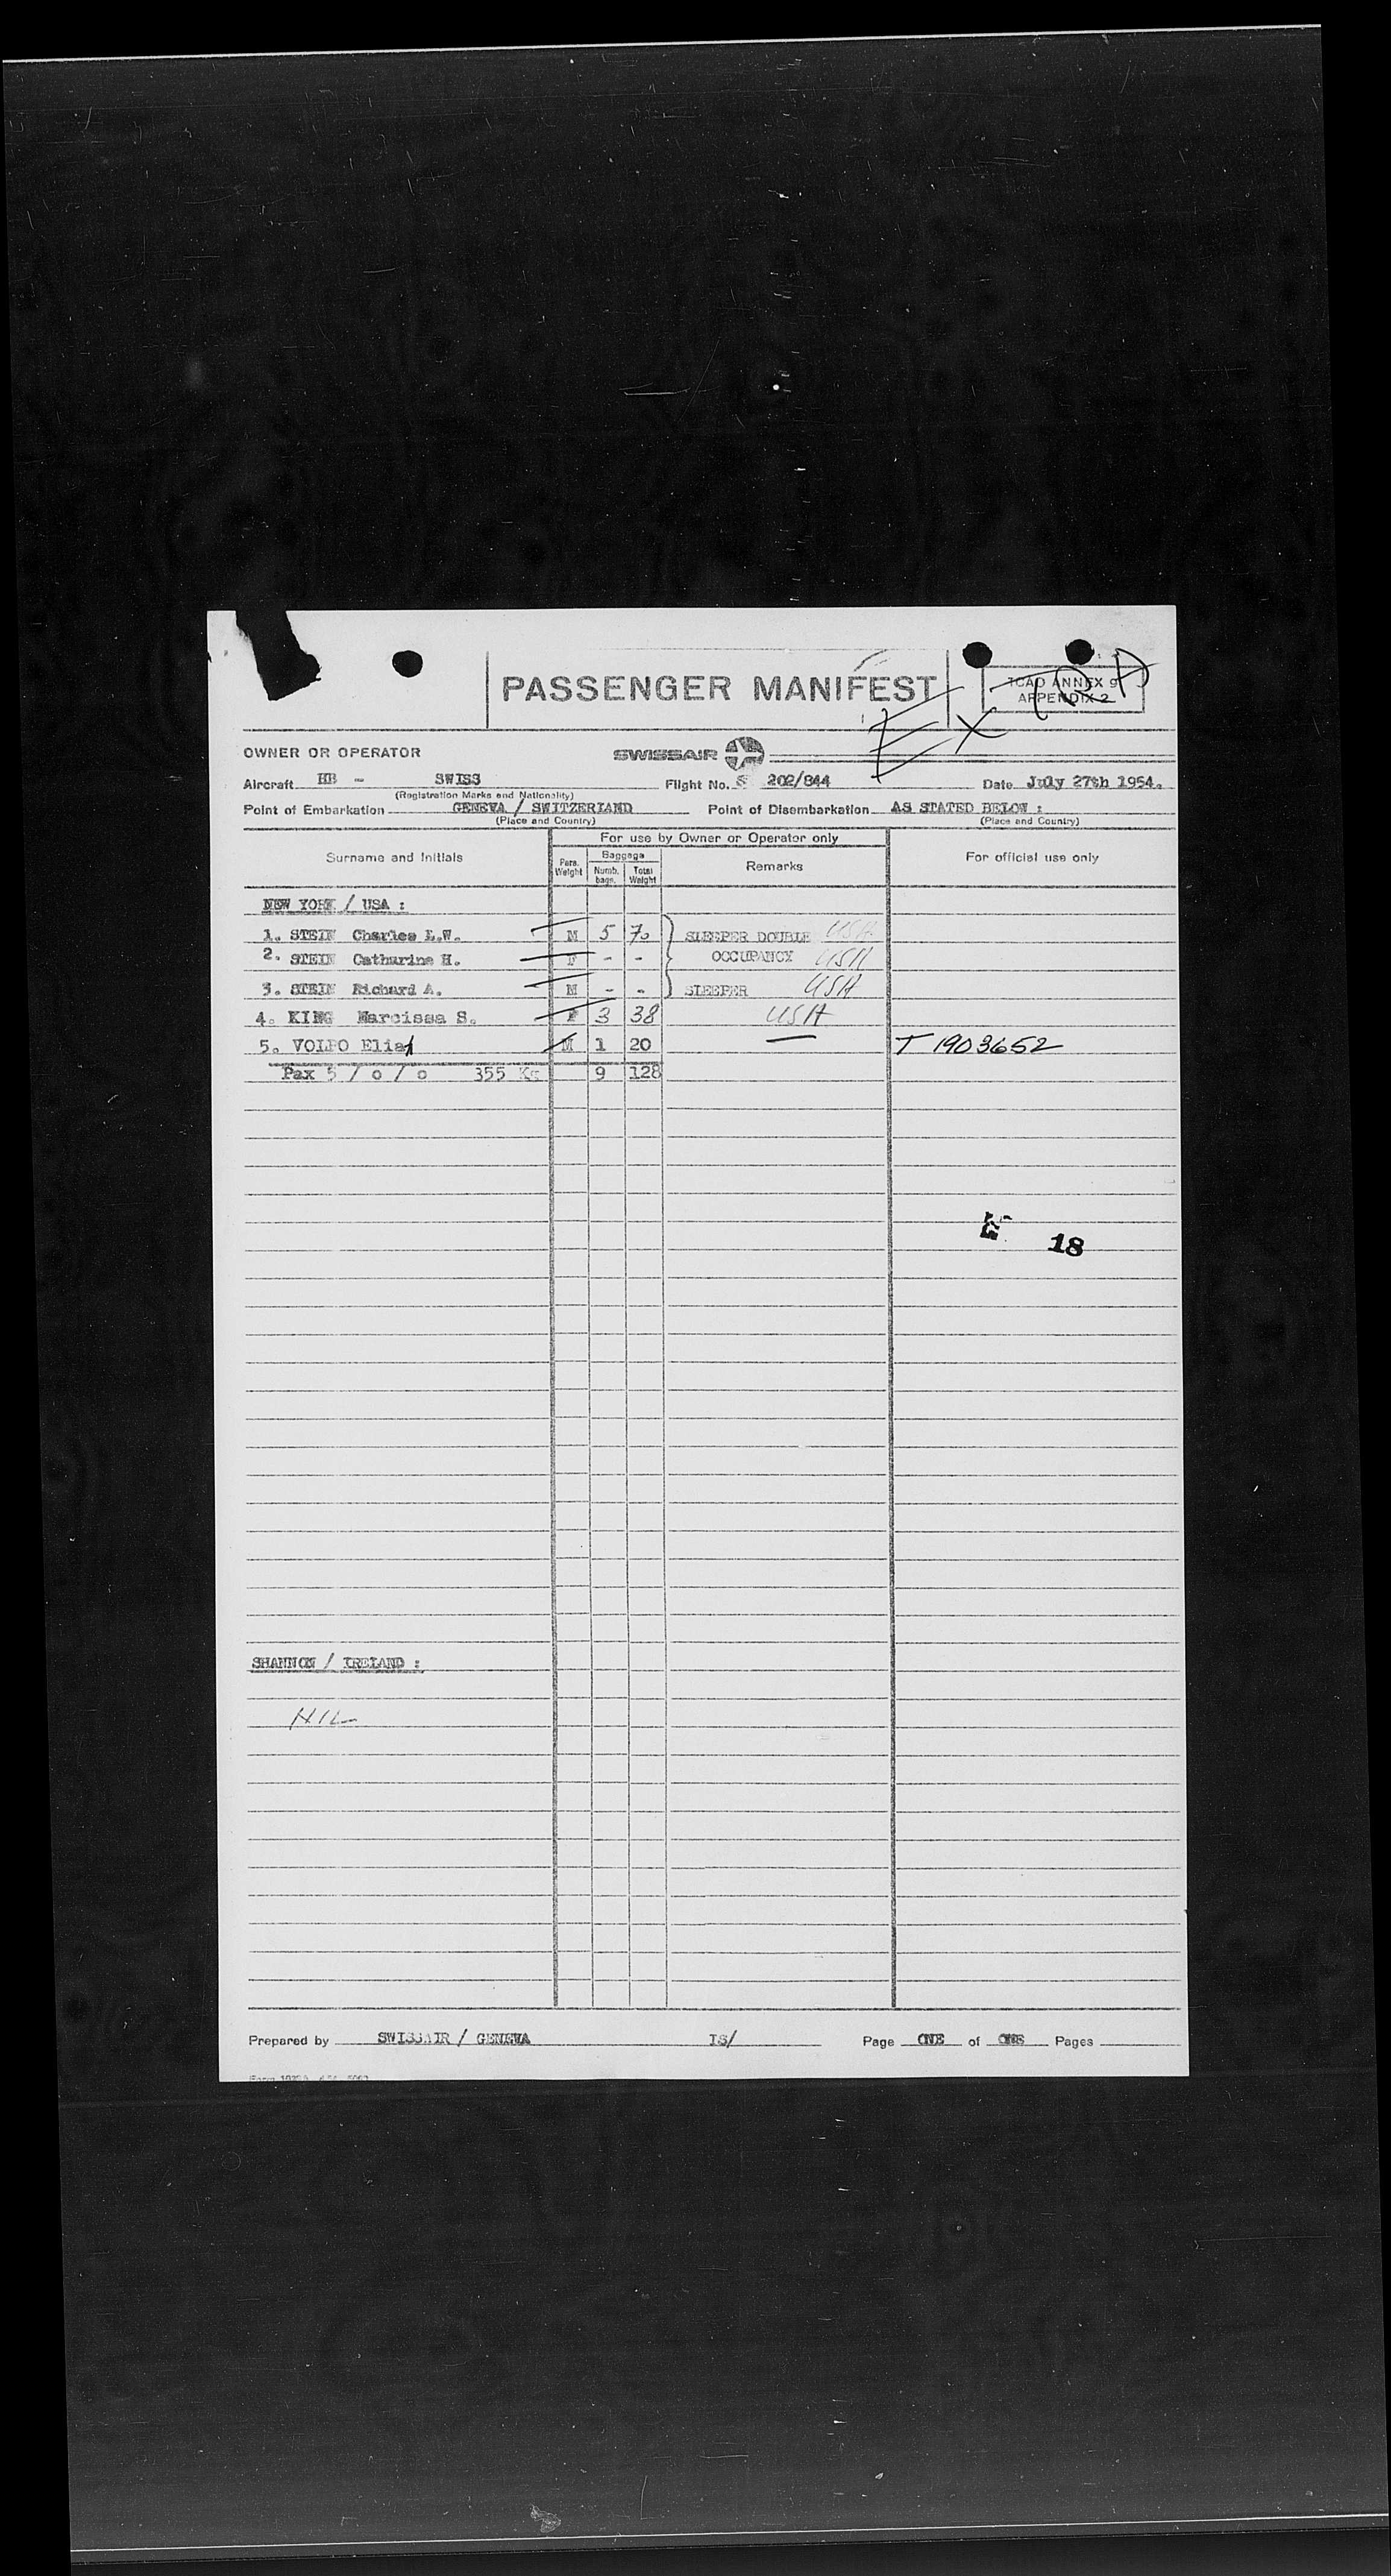 PASSENGER MANIFEST
ICAO ANNEX 9
APPENDIX 2
OWNER OR OPERATOR SWISSAIR
Aircraft HB - SWISS Flight No. S 202/844 Date July 27th 1954.
(Registration Marks and Nationality)
Point of Embarkation GENEVA / SWITZERLAND Point of Disembarkation AS STATED BELOW :
(Place and Country) (Place and Country)
For use by Owner or Operator only
Surname and Initials Pers. Weight Baggage Numb. bags. Total Weight Remarks For official use only
NEW YORK / USA :
1. STEIN Charles L.W. M 5 70 SLEEPER DOUBLE USA
2. STEIN Catharine H. F - - OCCUPANCY USA
3. STEIN Richard A. M - - SLEEPER USA
4. KING Narcissa S. F 3 38 USA
5. VOLPO Elia M 1 20 — T 1903652
Pax 5 / o / o 355 Kg 9 128
18
SHANNON / IRELAND :
NIL
Prepared by SWISSAIR / GENEVA IS/ Page ONE of ONE Pages